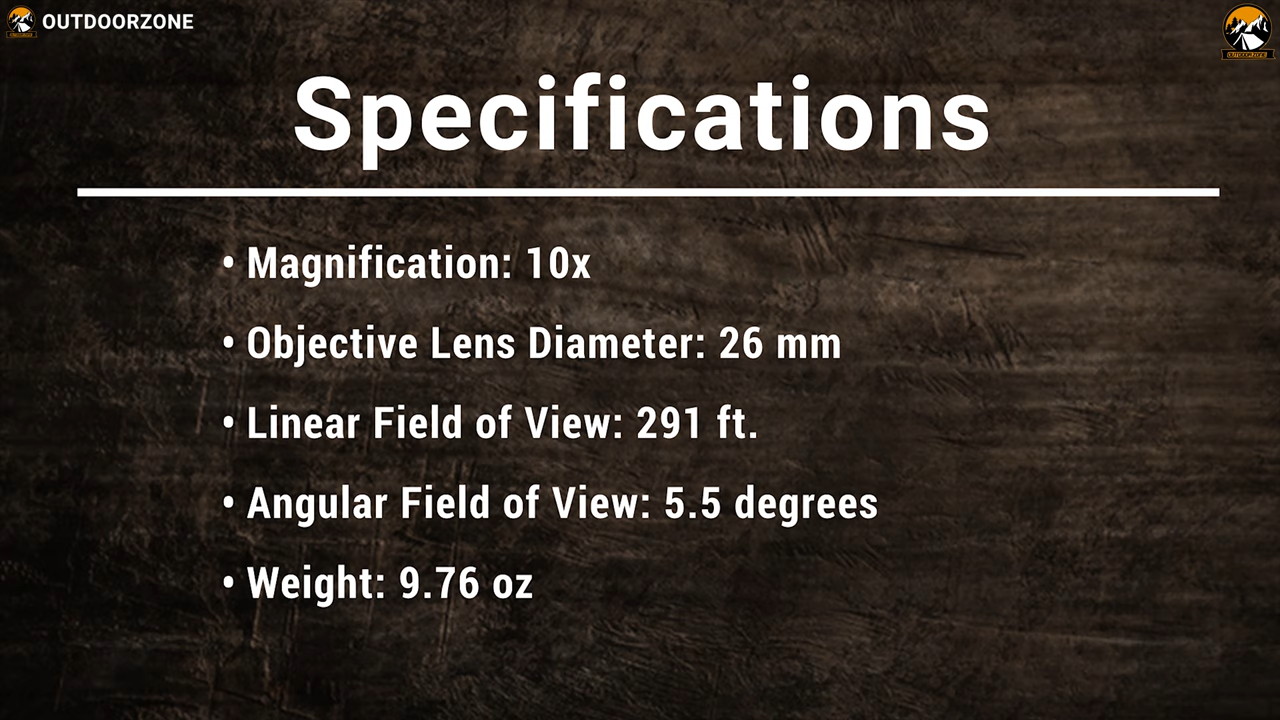 OUTDOORZONE
Specifications
• Magnification: 10x
• Objective Lens Diameter: 26 mm
• Linear Field of View: 291 ft.
• Angular Field of View: 5.5 degrees
• Weight: 9.76 oz
OUTDOORZONE